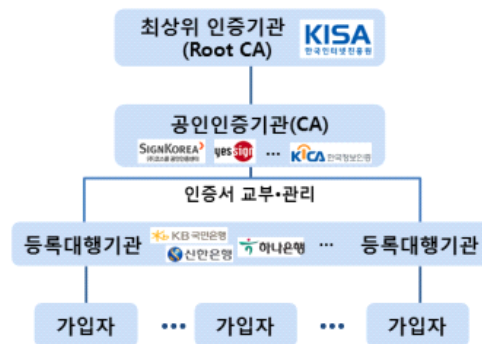 최상위 인증기관
(Root CA)
KISA
한국인터넷진흥원
공인인증기관(CA)
SIGNKOREA
yessign
...
KICA 한국정보인증
인증서 교부•관리
등록대행기관
KB 국민은행
신한은행
하나은행
...
등록대행기관
가입자 ••• 가입자 ••• 가입자